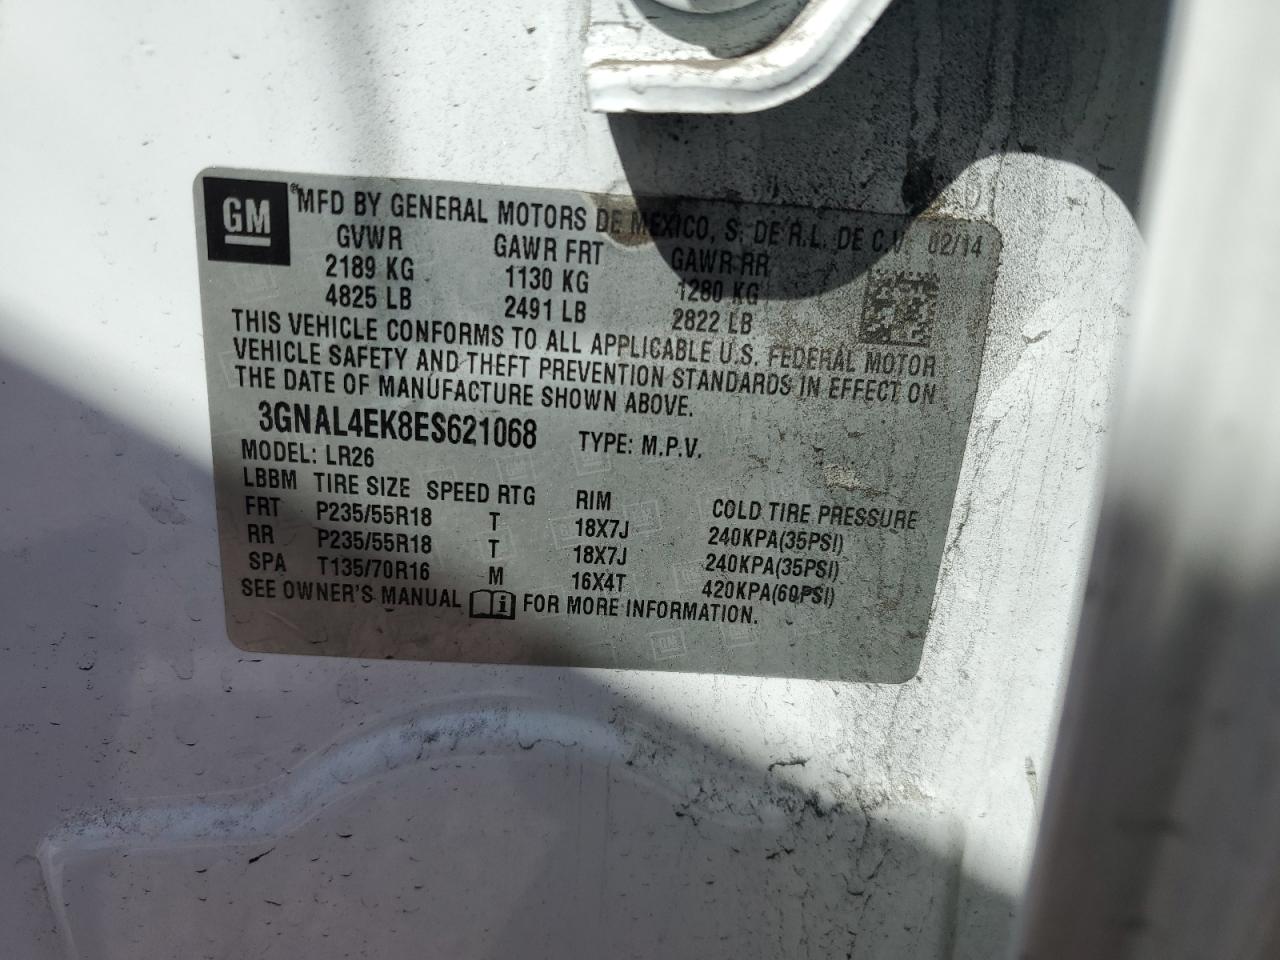 GM
® MFD BY GENERAL MOTORS DE MEXICO, S. DE R.L. DE C.V. 02/14
GVWR GAWR FRT GAWR RR
2189 KG 1130 KG 1280 KG
4825 LB 2491 LB 2822 LB
THIS VEHICLE CONFORMS TO ALL APPLICABLE U.S. FEDERAL MOTOR
VEHICLE SAFETY AND THEFT PREVENTION STANDARDS IN EFFECT ON
THE DATE OF MANUFACTURE SHOWN ABOVE.
3GNAL4EK8ES621068 TYPE: M.P.V.
MODEL: LR26
LBBM TIRE SIZE SPEED RTG RIM COLD TIRE PRESSURE
FRT P235/55R18 T 18X7J 240KPA(35PSI)
RR P235/55R18 T 18X7J 240KPA(35PSI)
SPA T135/70R16 M 16X4T 420KPA(60PSI)
SEE OWNER'S MANUAL i FOR MORE INFORMATION.